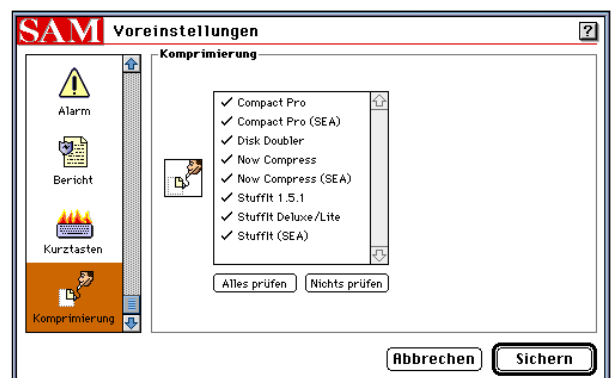 SAM Voreinstellungen ?
Alarm
Bericht
Kurztasten
Komprimierung
Komprimierung
✓ Compact Pro
✓ Compact Pro (SEA)
✓ Disk Doubler
✓ Now Compress
✓ Now Compress (SEA)
✓ StuffIt 1.5.1
✓ StuffIt Deluxe/Lite
✓ StuffIt (SEA)
Alles prüfen Nichts prüfen
Abbrechen Sichern